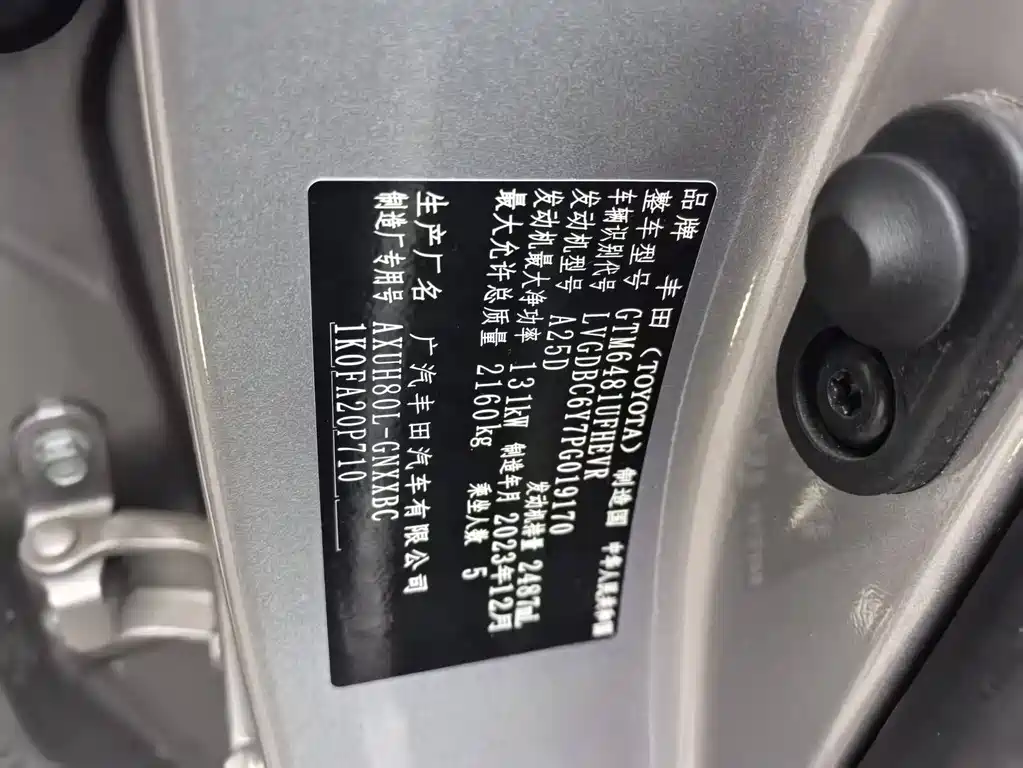 品牌 丰田（TOYOTA） 制造国 中华人民共和国
整车型号 GTM6481UFHEVR
车辆识别代号 LVGDBC6Y7PG019170
发动机型号 A25D 发动机排量 2487mL
发动机最大净功率 131kW 制造年月 2023年12月
最大允许总质量 2160kg 乘坐人数 5
生产厂名 广汽丰田汽车有限公司
制造厂专用号 AXUH80L-GNXXBC
1K0FA20P710